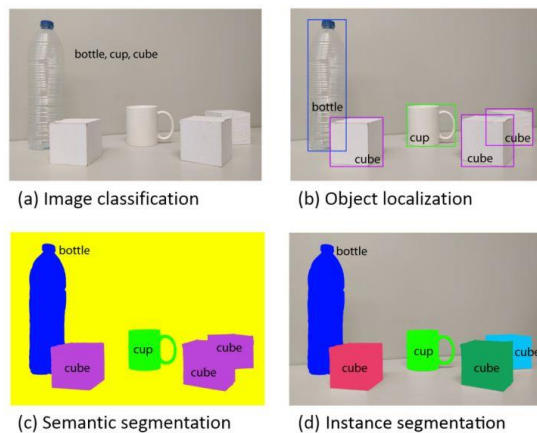 bottle, cup, cube
bottle
cup
cube
cube
cube
(a) Image classification
(b) Object localization
bottle
cup
cube
cube
cube
bottle
cup
cube
cube
cube
(c) Semantic segmentation
(d) Instance segmentation